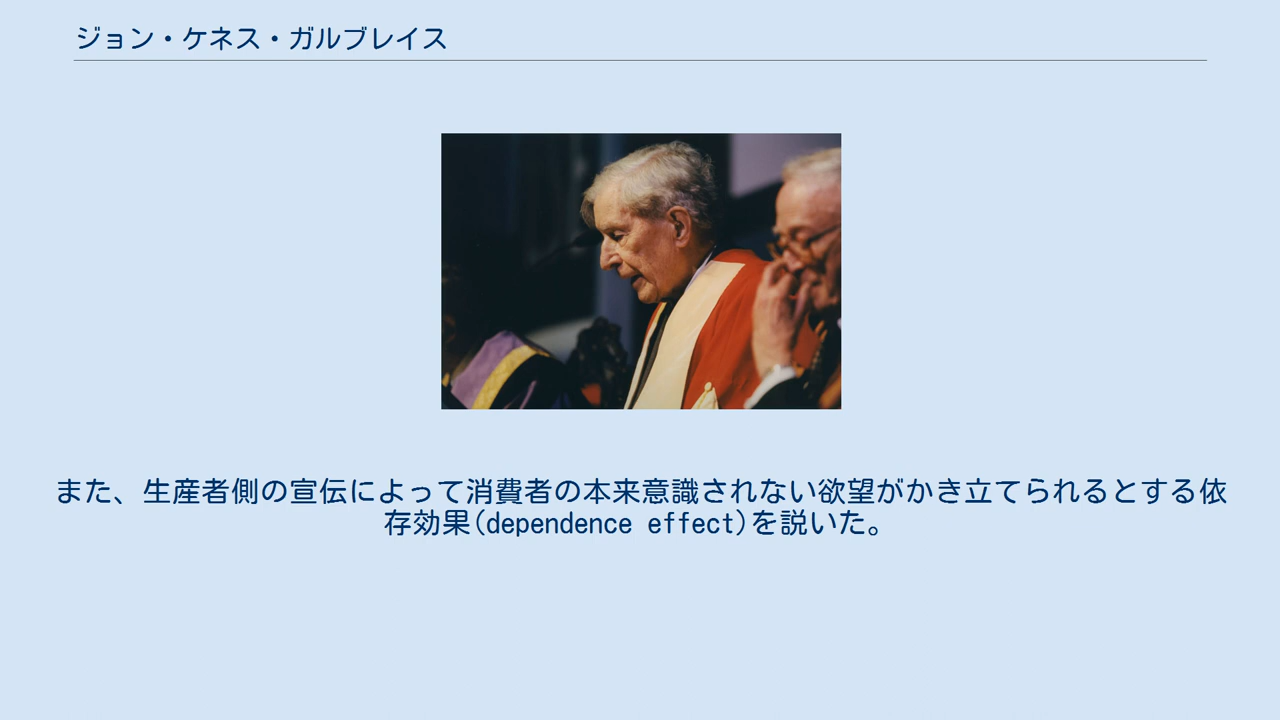 ジョン・ケネス・ガルブレイス
また、生産者側の宣伝によって消費者の本来意識されない欲望がかき立てられるとする依
存効果(dependence effect)を説いた。